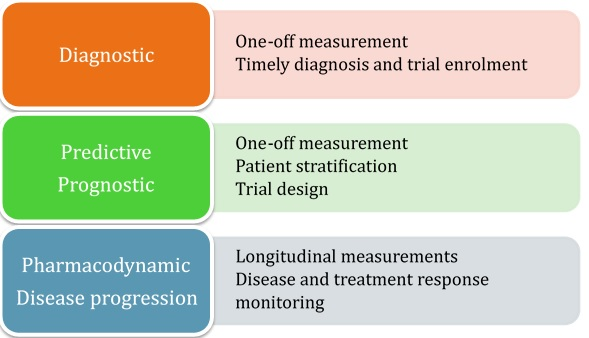 Diagnostic
One-off measurement
Timely diagnosis and trial enrolment
Predictive
Prognostic
One-off measurement
Patient stratification
Trial design
Pharmacodynamic
Disease progression
Longitudinal measurements
Disease and treatment response
monitoring